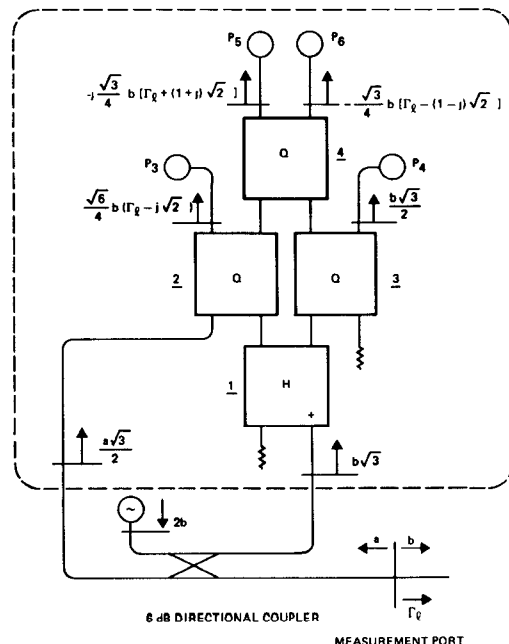 P5 P6
-j √3/4 b [Γℓ + (1 + j) √2 ] - √3/4 b [Γℓ – (1 – j) √2 ]
Q 4
P3 P4
√6/4 b (Γℓ – j √2 ) b√3/2
2 Q Q 3
1 H
+
a√3/2 b√3
~ 2b
a b
Γℓ
6 dB DIRECTIONAL COUPLER
MEASUREMENT PORT